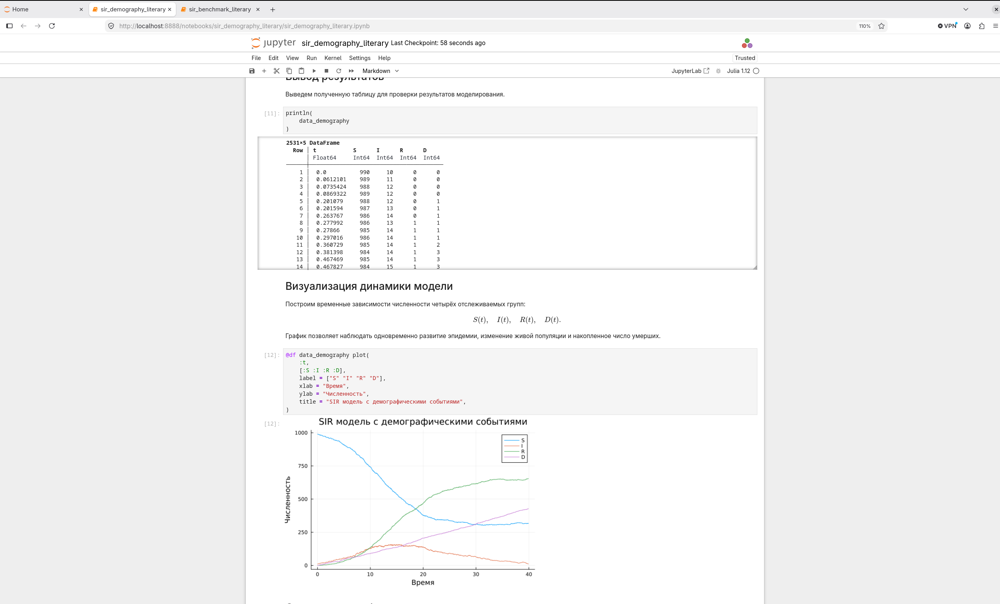 Home
sir_demography_literary
sir_benchmark_literary
http://localhost:8888/notebooks/sir_demography_literary/sir_demography_literary.ipynb
110%
VPN
jupyter sir_demography_literary Last Checkpoint: 58 seconds ago
File Edit View Run Kernel Settings Help
Trusted
Markdown
JupyterLab
Julia 1.12
Вывод результатов
Выведем полученную таблицу для проверки результатов моделирования.
[11]:
println(
data_demography
)
2531×5 DataFrame
Row │ t S I R D
│ Float64 Int64 Int64 Int64 Int64
1 │ 0.0 990 10 0 0
2 │ 0.0612101 989 11 0 0
3 │ 0.0735424 988 12 0 0
4 │ 0.0869322 989 12 0 0
5 │ 0.201079 988 12 0 1
6 │ 0.201594 987 13 0 1
7 │ 0.263767 986 14 0 1
8 │ 0.277992 986 13 1 1
9 │ 0.27866 985 14 1 1
10 │ 0.297016 986 14 1 1
11 │ 0.360729 985 14 1 2
12 │ 0.381398 984 14 1 3
13 │ 0.467469 985 14 1 3
14 │ 0.467827 984 15 1 3
Визуализация динамики модели
Построим временные зависимости численности четырёх отслеживаемых групп:
S(t), I(t), R(t), D(t).
График позволяет наблюдать одновременно развитие эпидемии, изменение живой популяции и накопленное число умерших.
[12]:
@df data_demography plot(
:t,
[:S :I :R :D],
label = ["S" "I" "R" "D"],
xlab = "Время",
ylab = "Численность",
title = "SIR модель с демографическими событиями",
)
[12]:
SIR модель с демографическими событиями
1000
750
500
250
0
Численность
S
I
R
D
0 10 20 30 40
Время